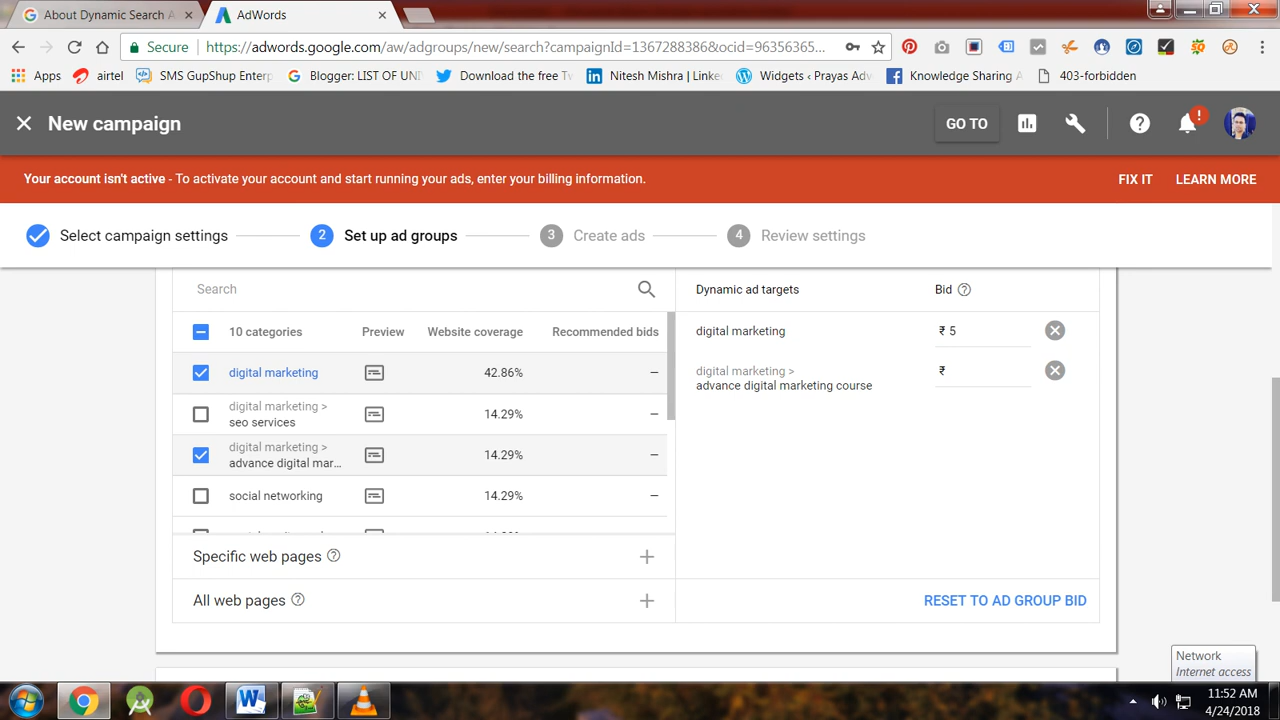 About Dynamic Search A
AdWords
Secure
https://adwords.google.com/aw/adgroups/new/search?campaignId=1367288386&ocid=96356365...
Apps
airtel
SMS GupShup Enterp
Blogger: LIST OF UNI
Download the free Tw
Nitesh Mishra | Linke
Widgets ‹ Prayas Adv
Knowledge Sharing A
403-forbidden
New campaign
GO TO
!
Your account isn't active - To activate your account and start running your ads, enter your billing information.
FIX IT
LEARN MORE
Select campaign settings
2 Set up ad groups
3 Create ads
4 Review settings
Search
Dynamic ad targets
Bid
10 categories
Preview
Website coverage
Recommended bids
digital marketing
42.86%
–
digital marketing >
seo services
14.29%
–
digital marketing >
advance digital mar...
14.29%
–
social networking
14.29%
–
digital marketing
₹ 5
digital marketing >
advance digital marketing course
₹
Specific web pages
All web pages
RESET TO AD GROUP BID
Network
Internet access
11:52 AM
4/24/2018